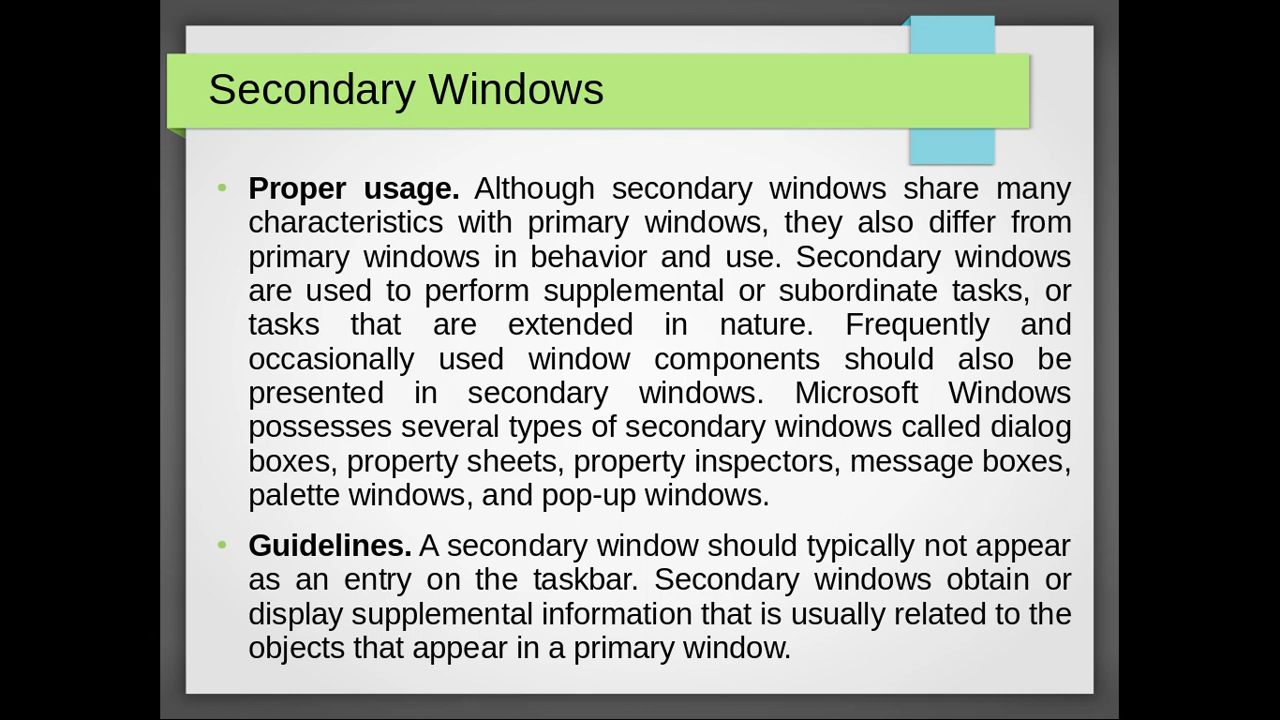 Secondary Windows
Proper usage. Although secondary windows share many
characteristics with primary windows, they also differ from
primary windows in behavior and use. Secondary windows
are used to perform supplemental or subordinate tasks, or
tasks that are extended in nature. Frequently and
occasionally used window components should also be
presented in secondary windows. Microsoft Windows
possesses several types of secondary windows called dialog
boxes, property sheets, property inspectors, message boxes,
palette windows, and pop-up windows.
Guidelines. A secondary window should typically not appear
as an entry on the taskbar. Secondary windows obtain or
display supplemental information that is usually related to the
objects that appear in a primary window.